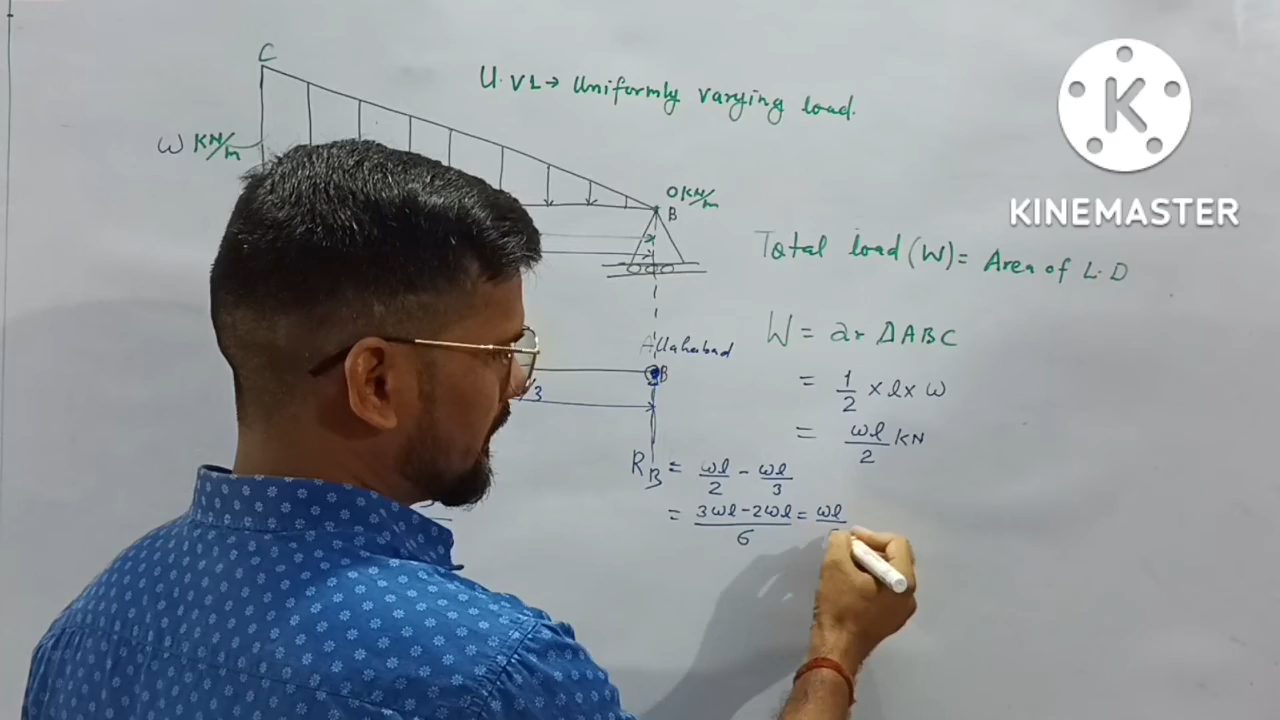 C
U.VL→ Uniformly varying load.
ω KN/m
0 KN/m
B
Total load (W) = Area of L.D
W = ar ΔABC
Allahabad
B
= 1/2 × l × ω
/3
= ωl/2 KN
RB = ωl/2 - ωl/3
= 3ωl-2ωl/6 = ωl/
KINEMASTER